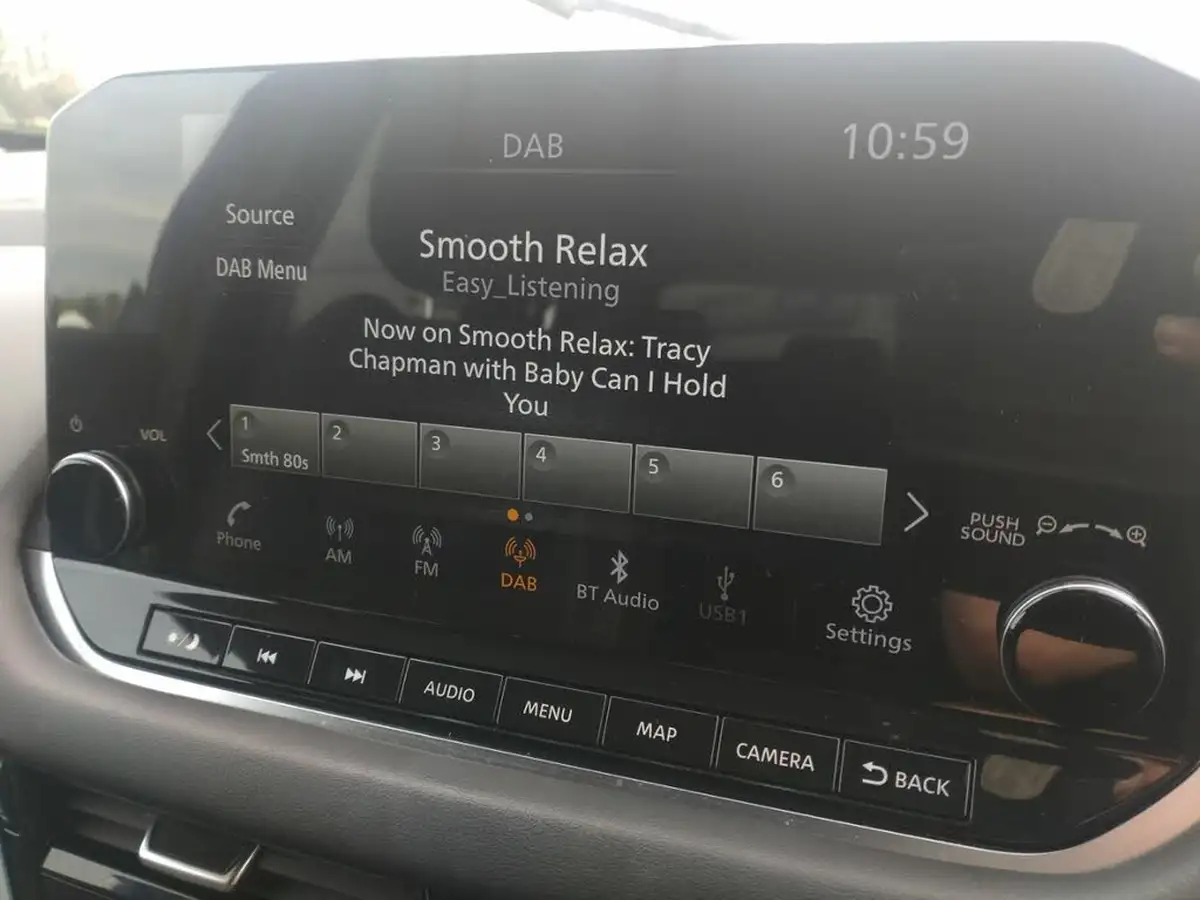 DAB
10:59
Source
DAB Menu
Smooth Relax
Easy_Listening
Now on Smooth Relax: Tracy
Chapman with Baby Can I Hold
You
VOL
1
Smth 80s
2
3
4
5
6
PUSH
SOUND
Phone
AM
FM
DAB
BT Audio
USB1
Settings
AUDIO
MENU
MAP
CAMERA
BACK